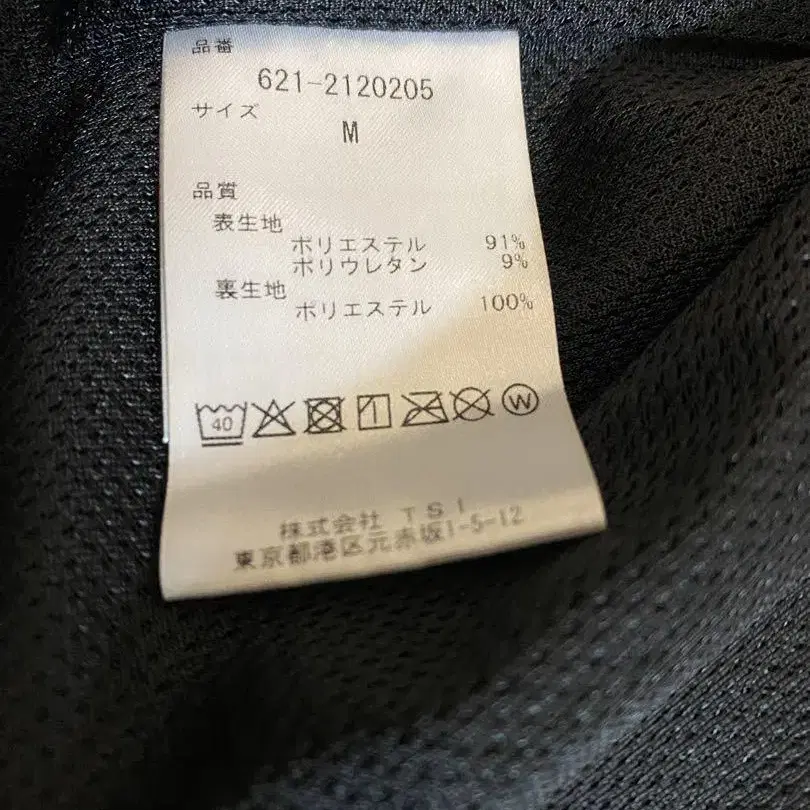 品番
621-2120205
サイズ
M
品質
表生地
ポリエステル 91%
ポリウレタン 9%
裏生地
ポリエステル 100%
40 W
株式会社 TSI
東京都港区元赤坂1-5-12